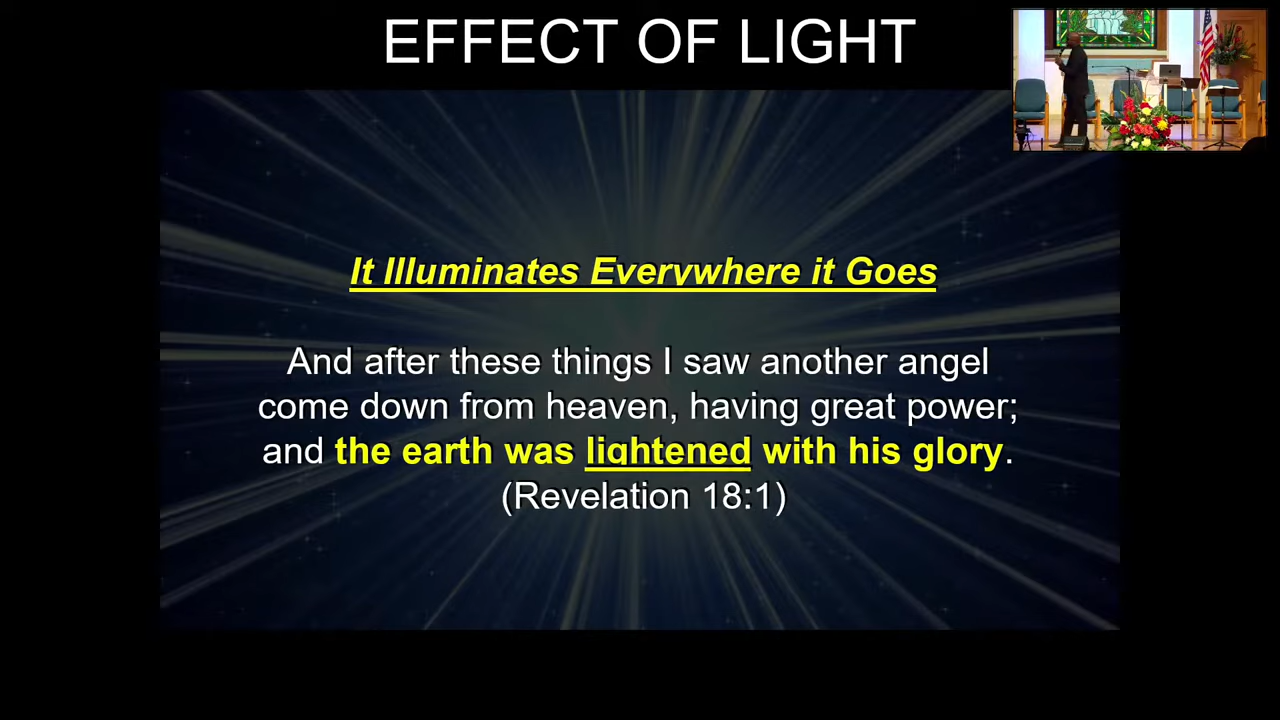 EFFECT OF LIGHT
It Illuminates Everywhere it Goes
And after these things I saw another angel
come down from heaven, having great power;
and the earth was lightened with his glory.
(Revelation 18:1)